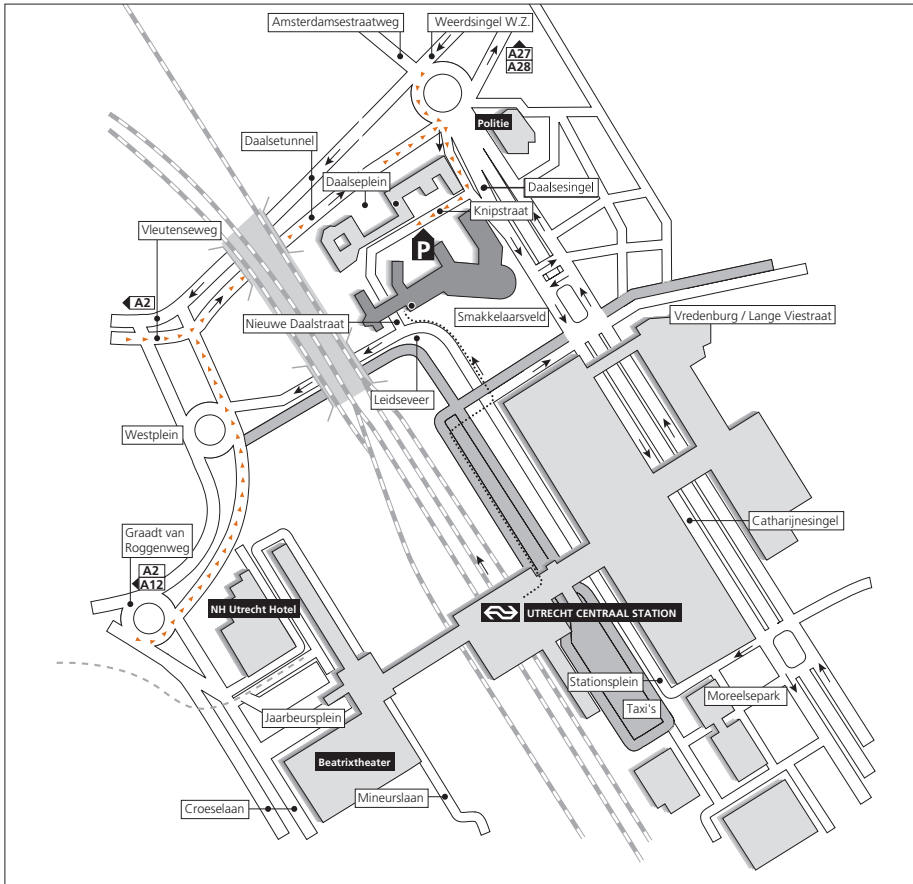 Amsterdamsestraatweg
Weerdsingel W.Z.
A27
A28
Politie
Daalsetunnel
Daalseplein
Daalsesingel
Knipstraat
Vleutenseweg
P
A2
Nieuwe Daalstraat
Smakkelaarsveld
Vredenburg / Lange Viestraat
Leidseveer
Westplein
Catharijnesingel
Graadt van
Roggenweg
A2
A12
NH Utrecht Hotel
UTRECHT CENTRAAL STATION
Stationsplein
Moreelsepark
Taxi's
Jaarbeursplein
Beatrixtheater
Mineurslaan
Croeselaan